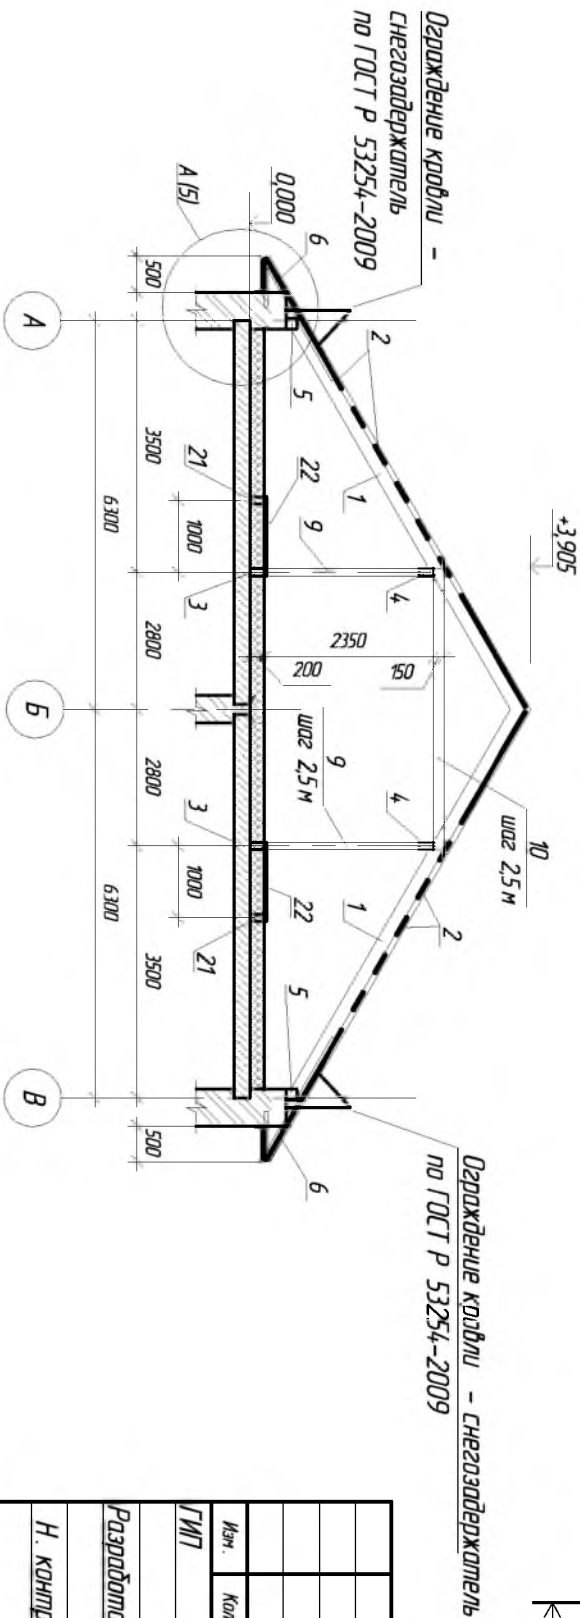 Ограждение кровли -
снегозадержатель
по ГОСТ Р 53254-2009
+3,905
10
шаг 2,5 м
Ограждение кровли - снегозадержатель
по ГОСТ Р 53254-2009
0,000
А (5)
6
2
1
22
9
4
2350
150
200
9
шаг 2,5 м
4
2
1
22
5
6
5
21
3
3
21
500
3500
1000
2800
2800
1000
3500
500
6300
6300
А
Б
В
Изм.
ГИП
Н. контр